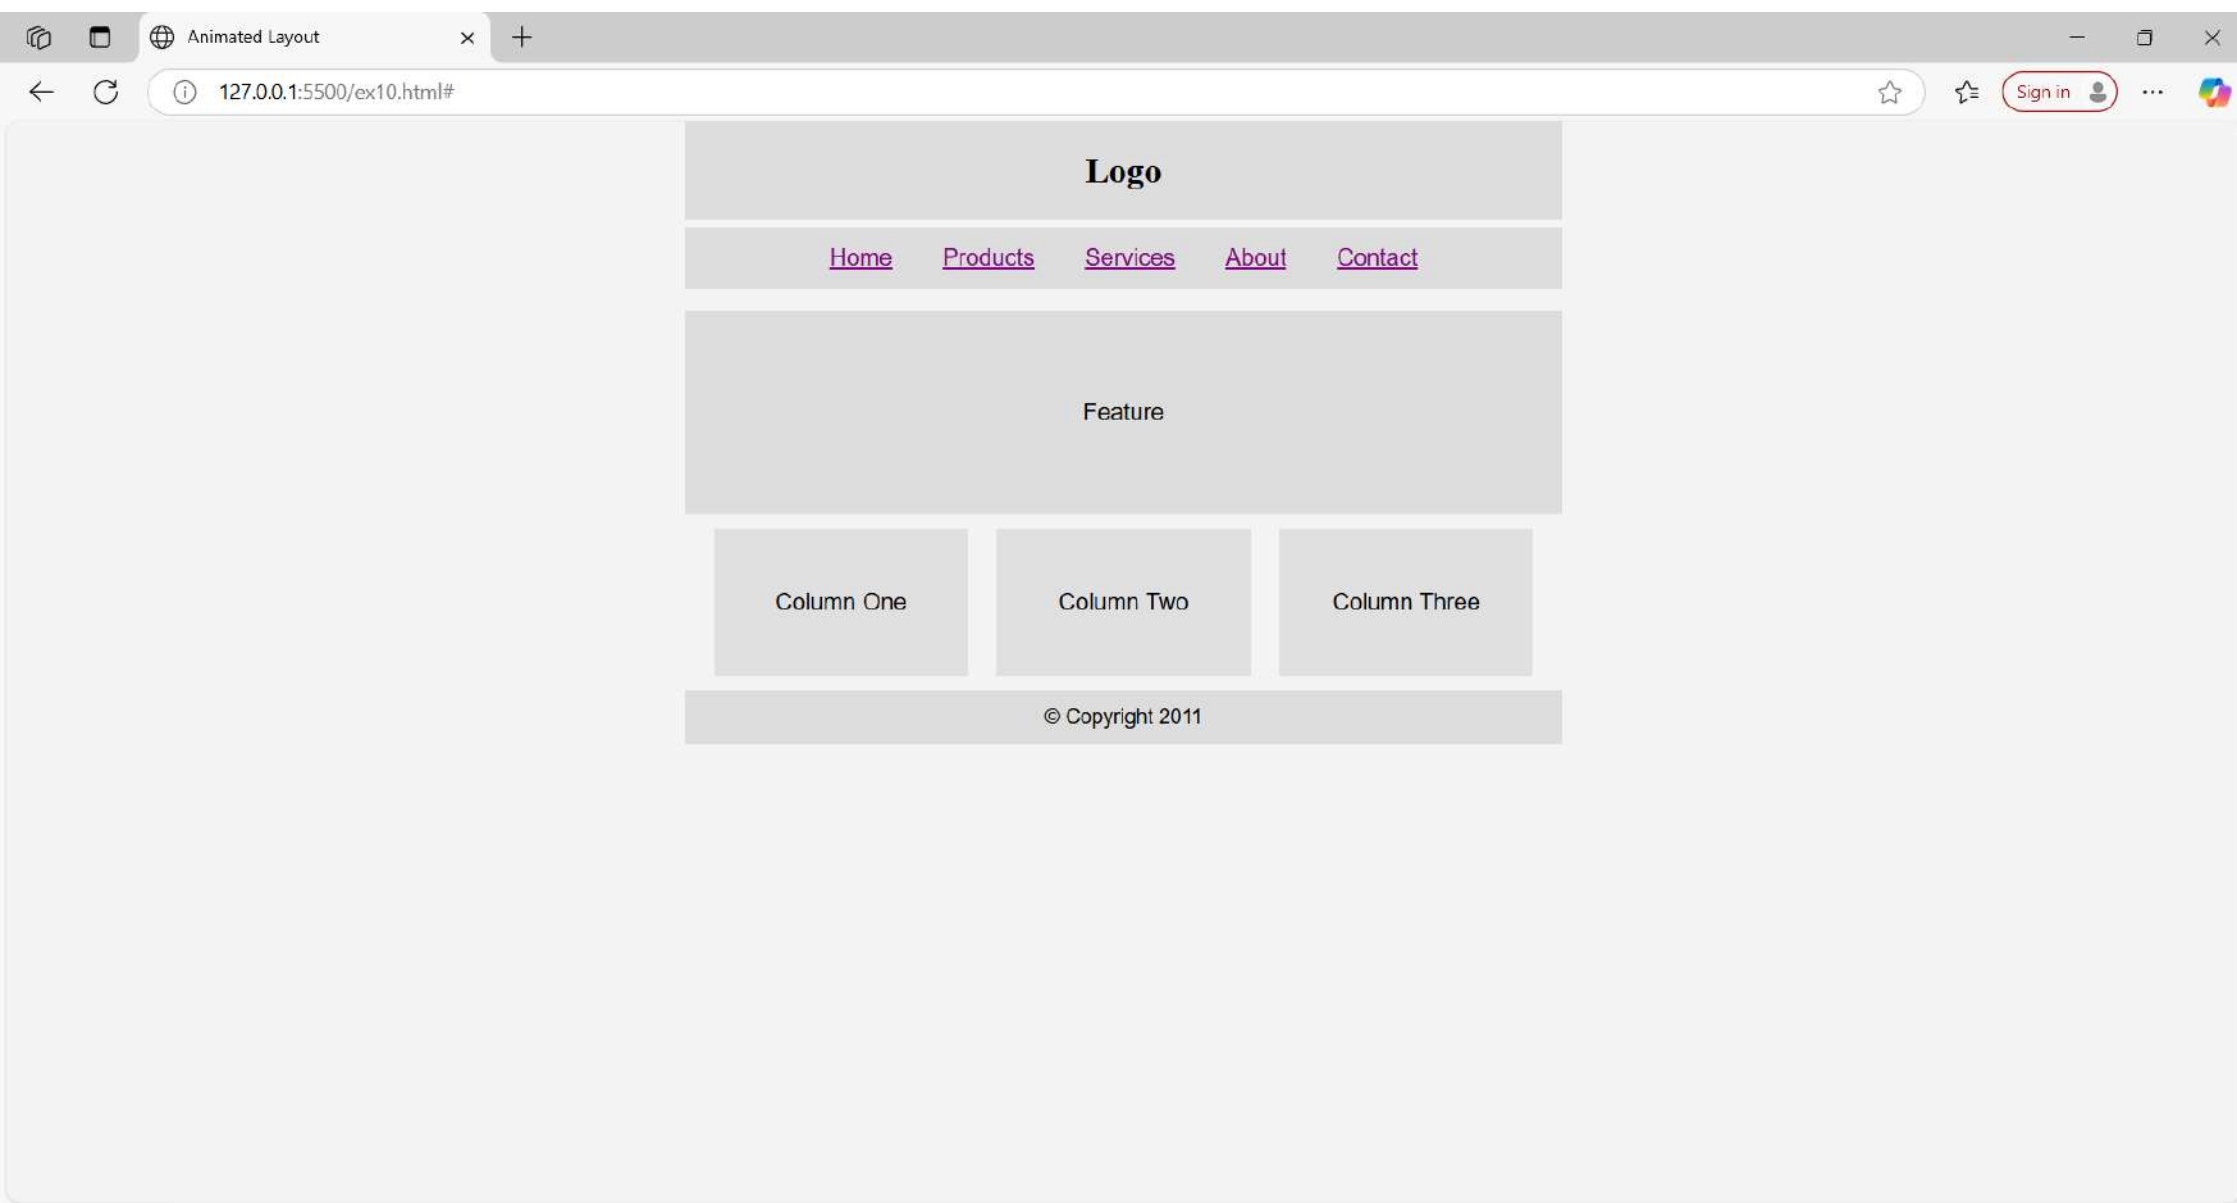 Animated Layout
127.0.0.1:5500/ex10.html#
Sign in
Logo
Home Products Services About Contact
Feature
Column One Column Two Column Three
© Copyright 2011